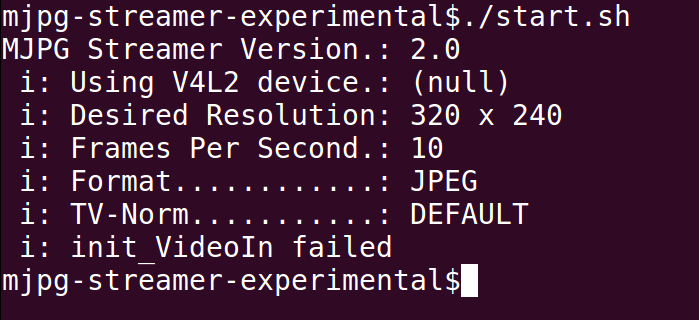 mjpg-streamer-experimental$./start.sh
MJPG Streamer Version.: 2.0
i: Using V4L2 device.: (null)
i: Desired Resolution: 320 x 240
i: Frames Per Second.: 10
i: Format............: JPEG
i: TV-Norm...........: DEFAULT
i: init_VideoIn failed
mjpg-streamer-experimental$